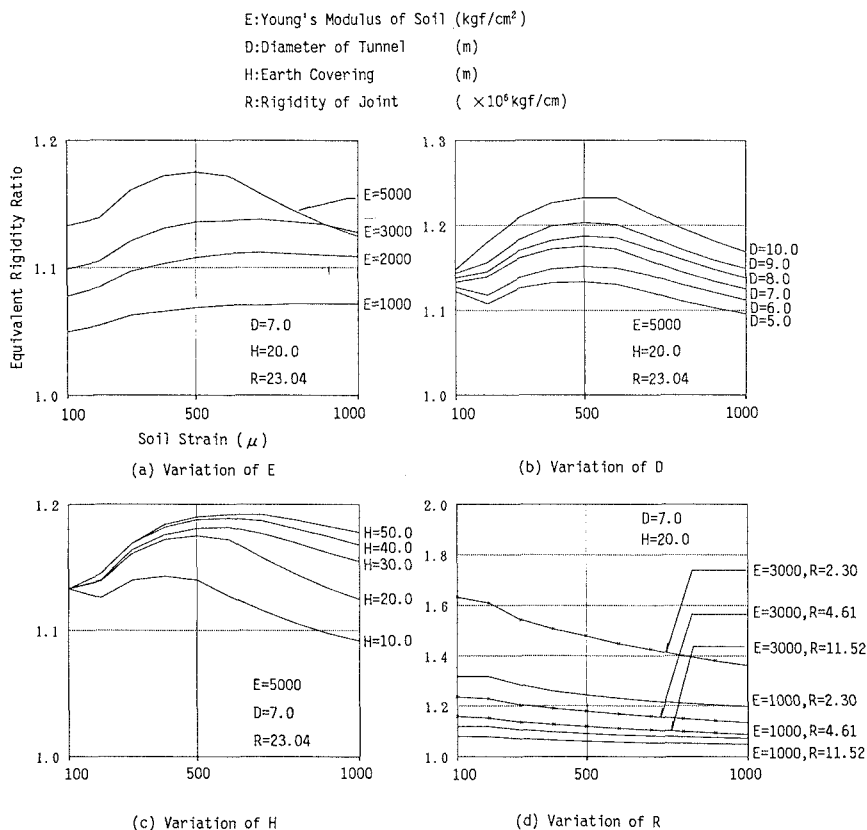 E:Young's Modulus of Soil (kgf/cm²)
D:Diameter of Tunnel (m)
H:Earth Covering (m)
R:Rigidity of Joint ( ×10⁶kgf/cm)
1.2
1.1
1.0
Equivalent Rigidity Ratio
E=5000
E=3000
E=2000
E=1000
D=7.0
H=20.0
R=23.04
100
500
1000
Soil Strain (μ)
(a) Variation of E
1.3
1.2
1.1
1.0
D=10.0
D=9.0
D=8.0
D=7.0
D=6.0
D=5.0
E=5000
H=20.0
R=23.04
100
500
1000
(b) Variation of D
1.2
1.1
1.0
H=50.0
H=40.0
H=30.0
H=20.0
H=10.0
E=5000
D=7.0
R=23.04
100
500
1000
(c) Variation of H
2.0
1.8
1.6
1.4
1.2
1.0
D=7.0
H=20.0
E=3000,R=2.30
E=3000,R=4.61
E=3000,R=11.52
E=1000,R=2.30
E=1000,R=4.61
E=1000,R=11.52
100
500
1000
(d) Variation of R